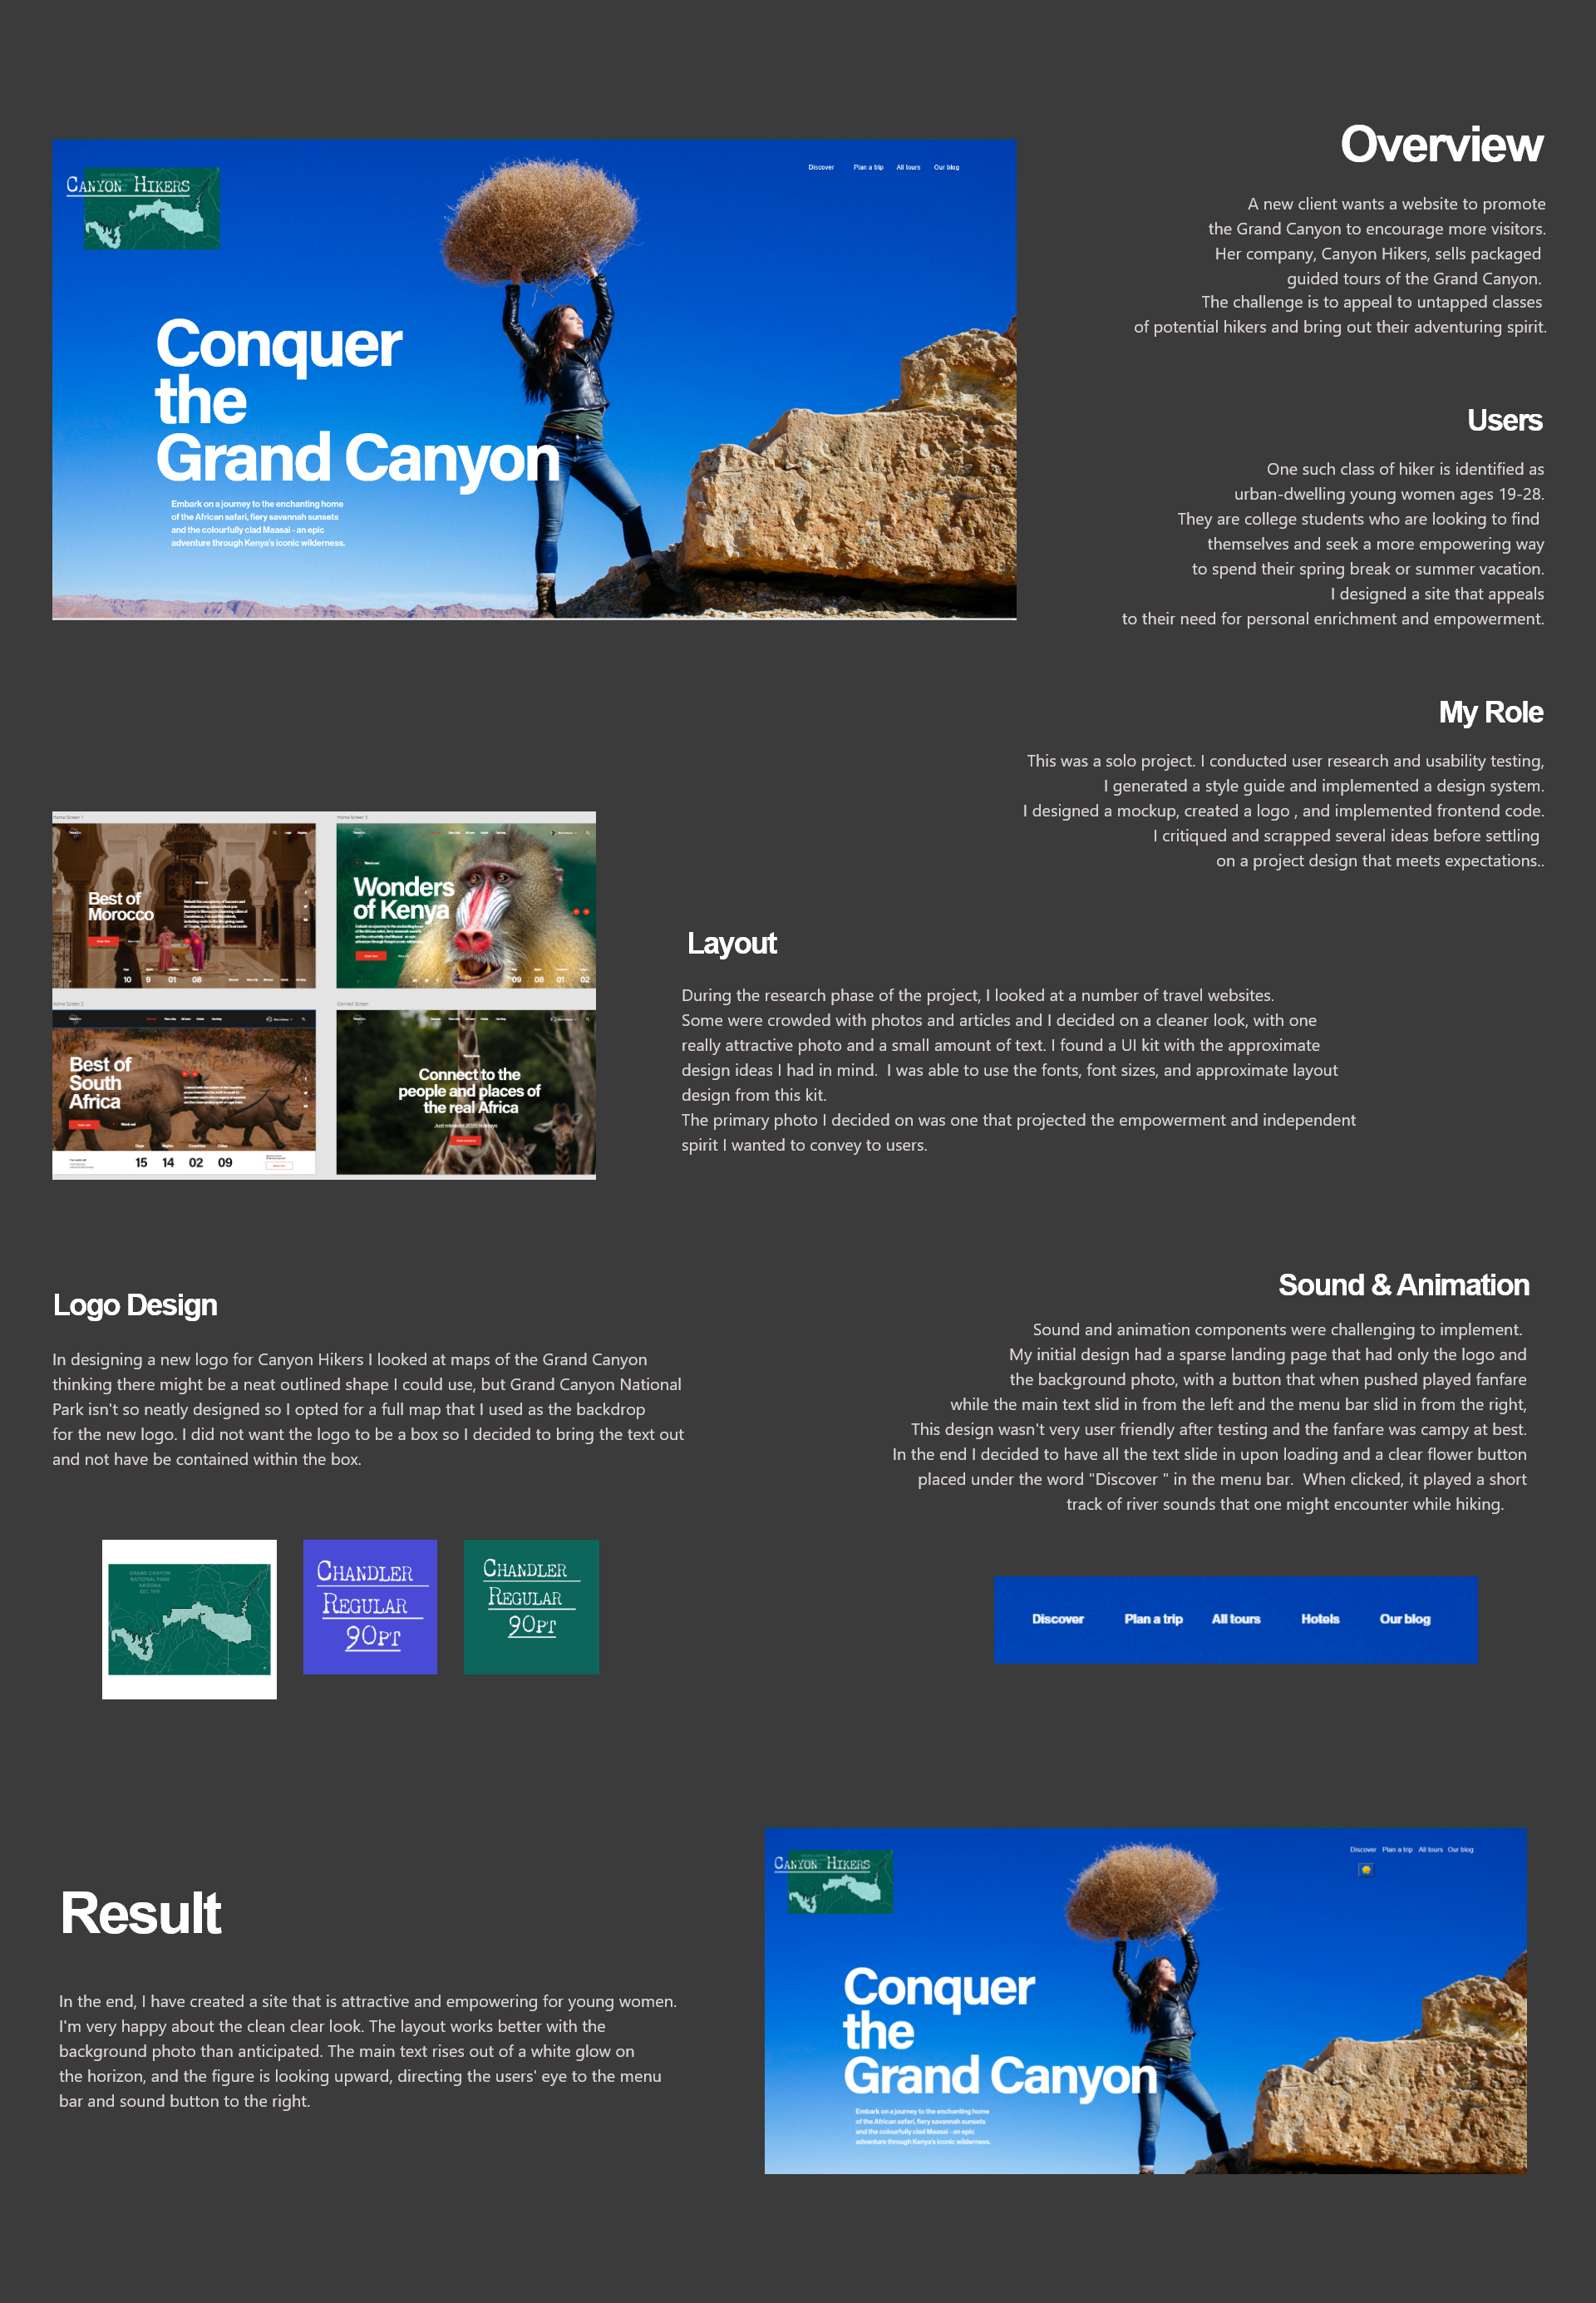 Overview
A new client wants a website to promote
the Grand Canyon to encourage more visitors.
Her company, Canyon Hikers, sells packaged
guided tours of the Grand Canyon.
The challenge is to appeal to untapped classes
of potential hikers and bring out their adventuring spirit.
CANYON HIKERS
Discover Plan a trip All tours Our blog
Conquer
the
Grand Canyon
Embark on a journey to the enchanting home
of the African safari, fiery savannah sunsets
and the colourfully clad Maasai - an epic
adventure through Kenya's iconic wilderness.
Users
One such class of hiker is identified as
urban-dwelling young women ages 19-28.
They are college students who are looking to find
themselves and seek a more empowering way
to spend their spring break or summer vacation.
I designed a site that appeals
to their need for personal enrichment and empowerment.
My Role
This was a solo project. I conducted user research and usability testing,
I generated a style guide and implemented a design system.
I designed a mockup, created a logo , and implemented frontend code.
I critiqued and scrapped several ideas before settling
on a project design that meets expectations..
Home Screen 1
Best of
Morocco
10 9 01 08
Home Screen 5
Wonders
of Kenya
09 08 01 02
Home Screen 2
Best of
South
Africa
15 14 02 09
Connect Screen
Connect to the
people and places of
the real Africa
Layout
During the research phase of the project, I looked at a number of travel websites.
Some were crowded with photos and articles and I decided on a cleaner look, with one
really attractive photo and a small amount of text. I found a UI kit with the approximate
design ideas I had in mind.  I was able to use the fonts, font sizes, and approximate layout
design from this kit.
The primary photo I decided on was one that projected the empowerment and independent
spirit I wanted to convey to users.
Logo Design
In designing a new logo for Canyon Hikers I looked at maps of the Grand Canyon
thinking there might be a neat outlined shape I could use, but Grand Canyon National
Park isn't so neatly designed so I opted for a full map that I used as the backdrop
for the new logo. I did not want the logo to be a box so I decided to bring the text out
and not have be contained within the box.
GRAND CANYON
NATIONAL PARK
ARIZONA
EST. 1919
CHANDLER
REGULAR
90PT
CHANDLER
REGULAR
90PT
Sound & Animation
Sound and animation components were challenging to implement.
My initial design had a sparse landing page that had only the logo and
the background photo, with a button that when pushed played fanfare
while the main text slid in from the left and the menu bar slid in from the right,
This design wasn't very user friendly after testing and the fanfare was campy at best.
In the end I decided to have all the text slide in upon loading and a clear flower button
placed under the word "Discover " in the menu bar.  When clicked, it played a short
track of river sounds that one might encounter while hiking.
Discover Plan a trip All tours Hotels Our blog
Result
In the end, I have created a site that is attractive and empowering for young women.
I'm very happy about the clean clear look. The layout works better with the
background photo than anticipated. The main text rises out of a white glow on
the horizon, and the figure is looking upward, directing the users' eye to the menu
bar and sound button to the right.
CANYON HIKERS
Discover Plan a trip All tours Our blog
Conquer
the
Grand Canyon
Embark on a journey to the enchanting home
of the African safari, fiery savannah sunsets
and the colourfully clad Maasai - an epic
adventure through Kenya's iconic wilderness.